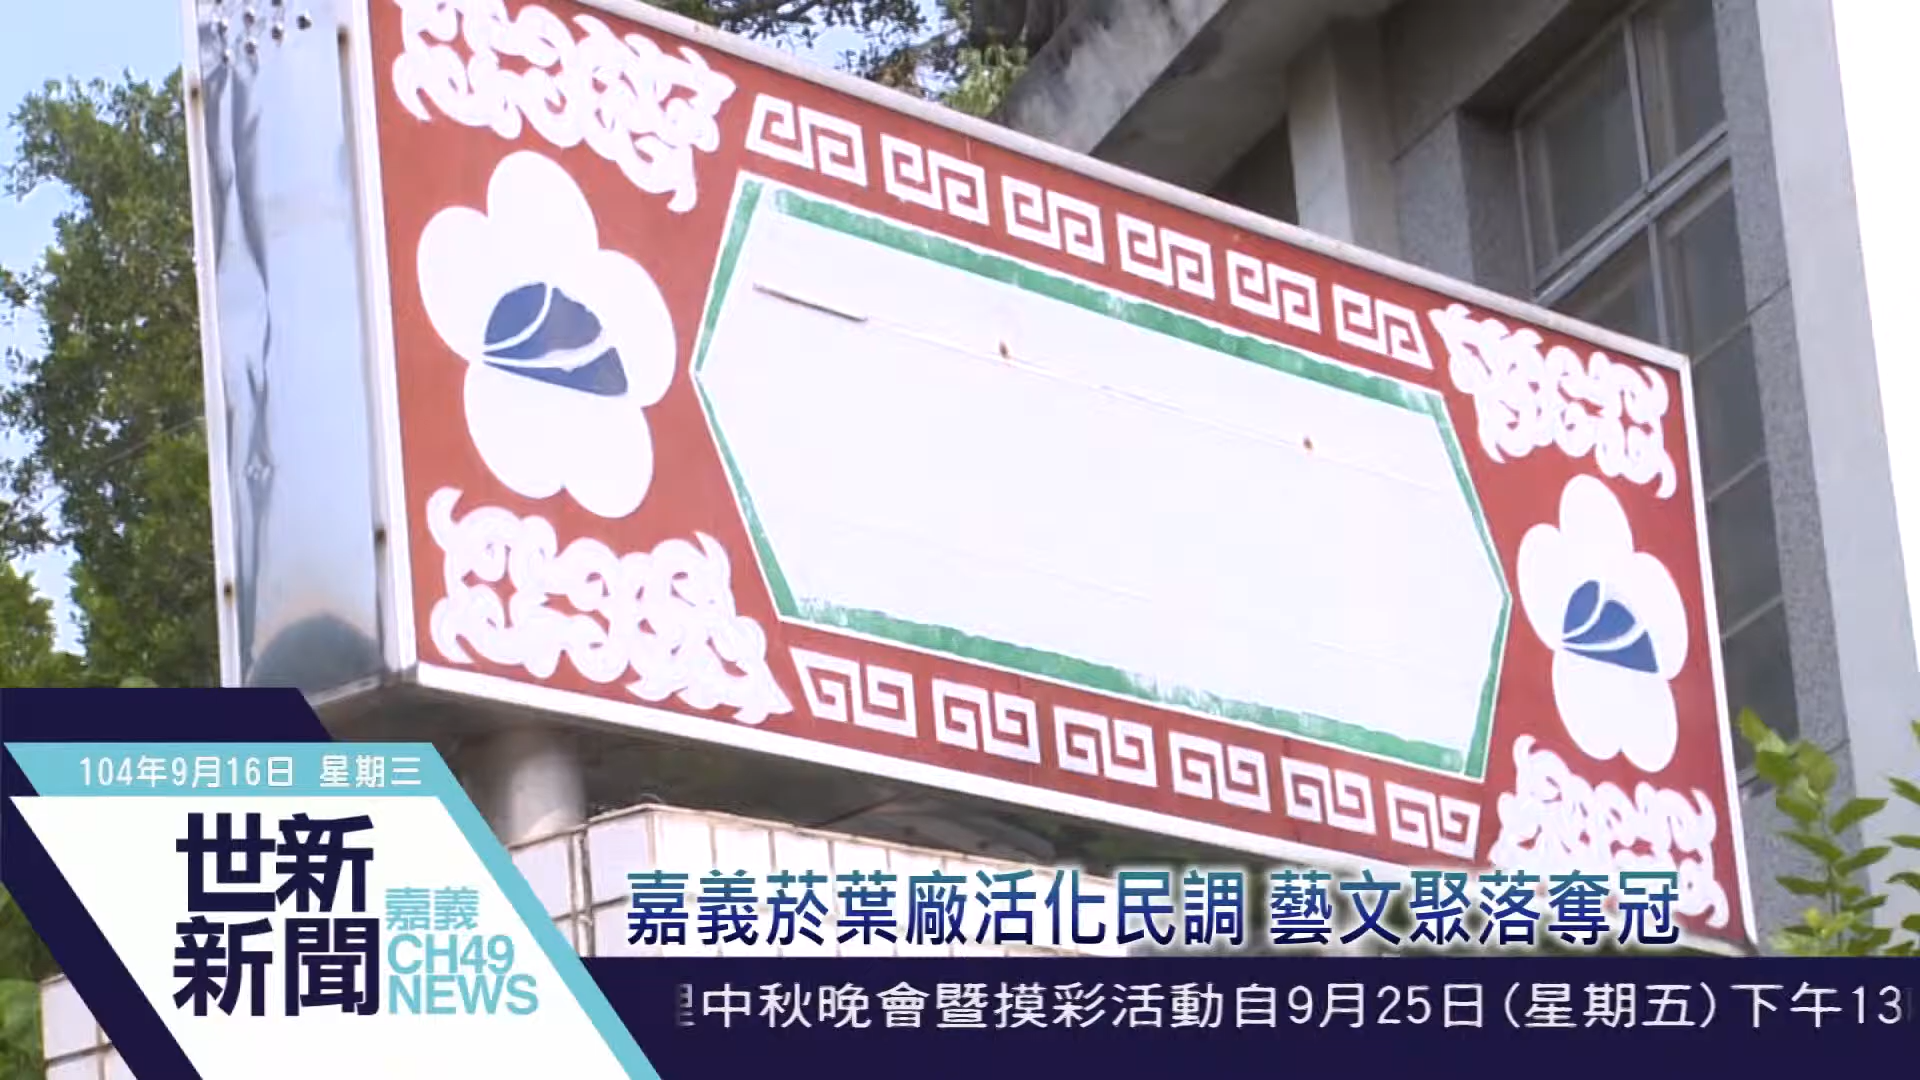 104年9月16日 星期三
世新
新聞
嘉義
CH49
NEWS
嘉義菸葉廠活化民調 藝文聚落奪冠
中秋晚會暨摸彩活動自9月25日(星期五)下午13